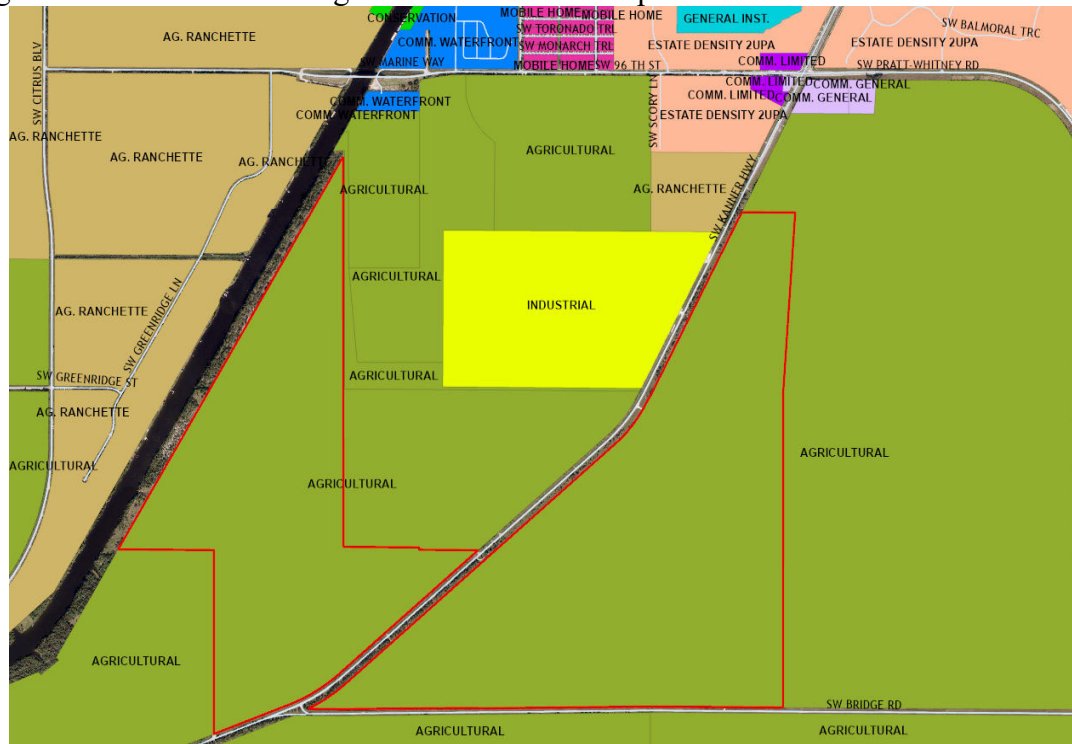 CONSERVATION
MOBILE HOME
MOBILE HOME
GENERAL INST.
SW BALMORAL TRC
SW TORONADO TRL
AG. RANCHETTE
COMM. WATERFRONT
SW MONARCH TRL
ESTATE DENSITY 2UPA
ESTATE DENSITY 2UPA
SW CITRUS BLV
SW MARINE WAY
MOBILE HOME
SW 96 TH ST
COMM. LIMITED
SW PRATT-WHITNEY RD
COMM. LIMITED
COMM. GENERAL
COMM. WATERFRONT
COMM. LIMITED
COMM. GENERAL
COMM. WATERFRONT
SW SCORY LN
ESTATE DENSITY 2UPA
AG. RANCHETTE
AG. RANCHETTE
AG. RANCHETTE
AGRICULTURAL
AGRICULTURAL
AG. RANCHETTE
SW KANNER HWY
AGRICULTURAL
AG. RANCHETTE
INDUSTRIAL
SW GREENRIDGE LN
SW GREENRIDGE ST
AGRICULTURAL
AG. RANCHETTE
AGRICULTURAL
AGRICULTURAL
AGRICULTURAL
AGRICULTURAL
SW BRIDGE RD
AGRICULTURAL
AGRICULTURAL